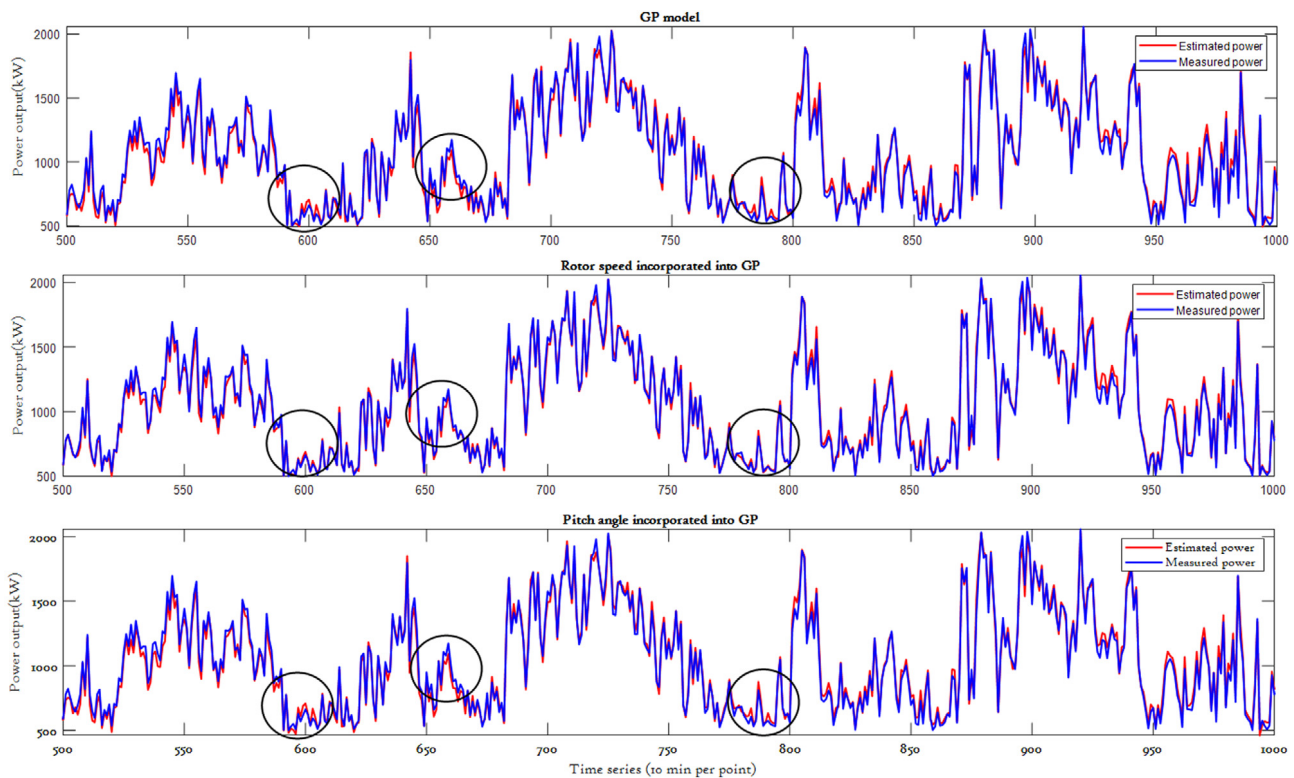 GP model
Power output(kW)
2000
1500
1000
500
Estimated power
Measured power
500 550 600 650 700 750 800 850 900 950 1000
Rotor speed incorporated into GP
Power output(kW)
2000
1500
1000
500
Estimated power
Measured power
500 550 600 650 700 750 800 850 900 950 1000
Pitch angle incorporated into GP
Power output(kW)
2000
1500
1000
500
Estimated power
Measured power
500 550 600 650 700 750 800 850 900 950 1000
Time series (10 min per point)